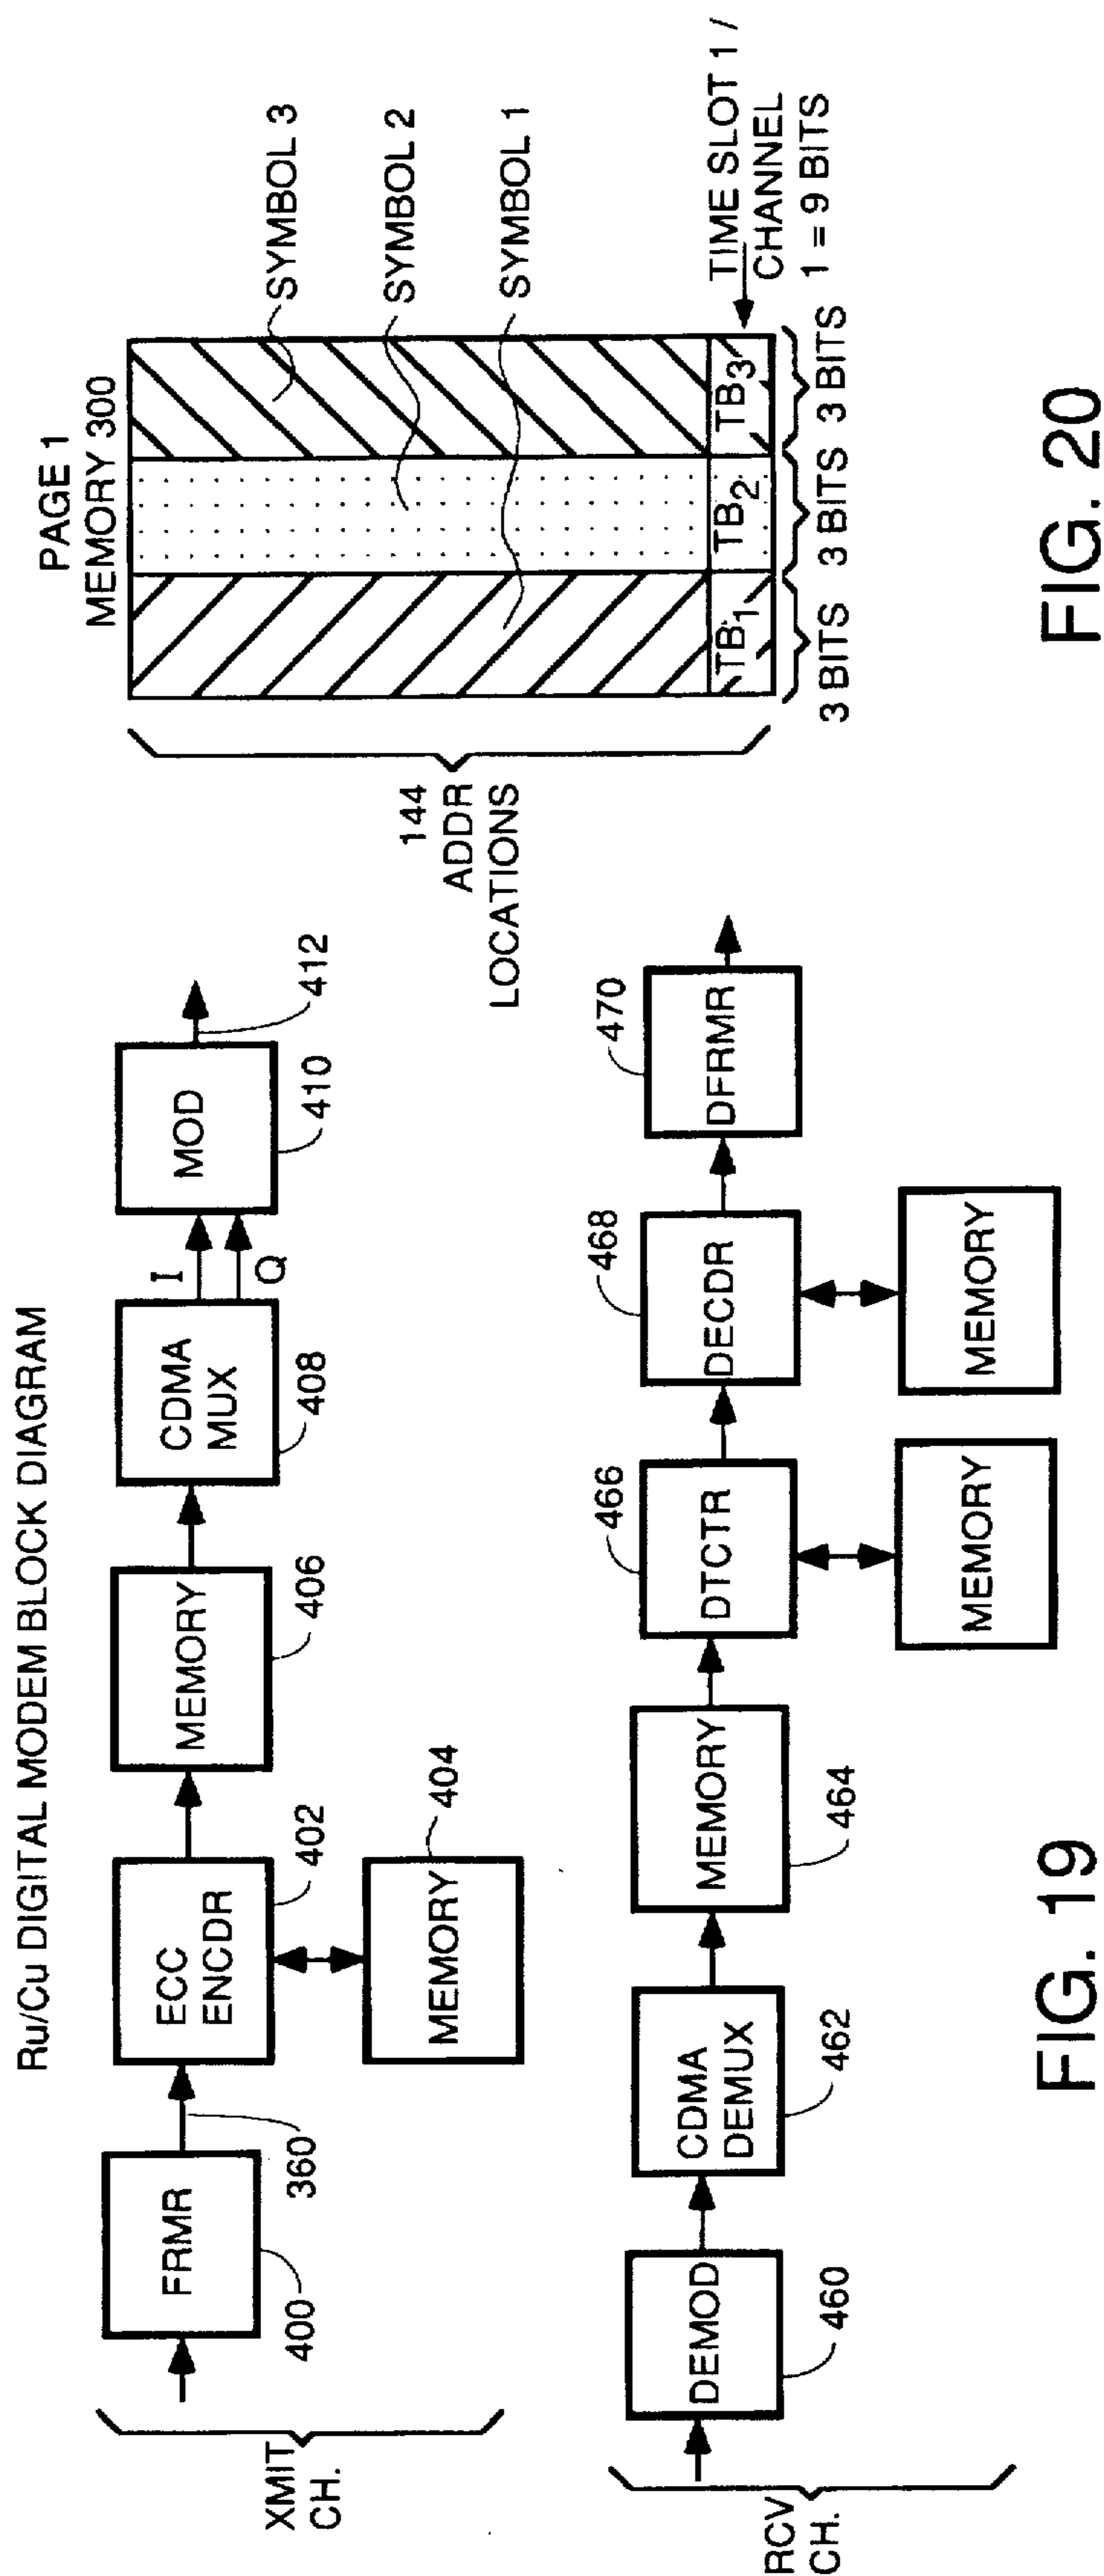 Ru/Cu DIGITAL MODEM BLOCK DIAGRAM
XMIT
CH.
FRMR
400
360
ECC
ENCDR
402
MEMORY
404
MEMORY
406
CDMA
MUX
408
I
Q
MOD
410
412
RCV
CH.
DEMOD
460
CDMA
DEMUX
462
MEMORY
464
DTCTR
466
MEMORY
DECDR
468
MEMORY
DFRMR
470
FIG. 19
PAGE 1
MEMORY 300
144
ADDR
LOCATIONS
SYMBOL 3
SYMBOL 2
SYMBOL 1
TB1
TB2
TB3
TIME SLOT 1 /
CHANNEL
1 = 9 BITS
3 BITS
3 BITS
3 BITS
FIG. 20